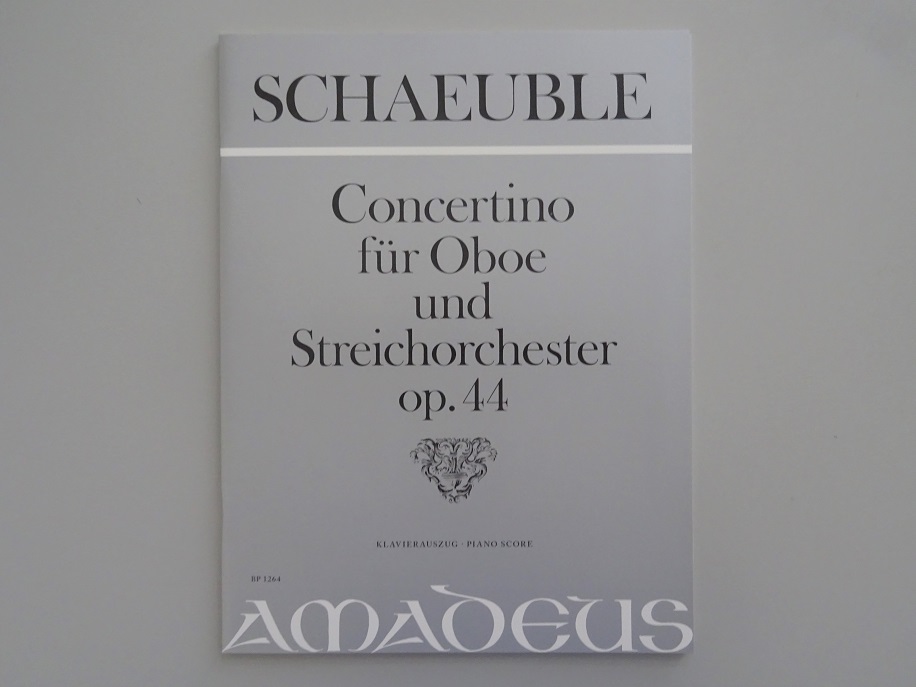 SCHAEUBLE
Concertino
für Oboe
und
Streichorchester
op. 44
KLAVIERAUSZUG · PIANO SCORE
BP 1264
AMADEUS